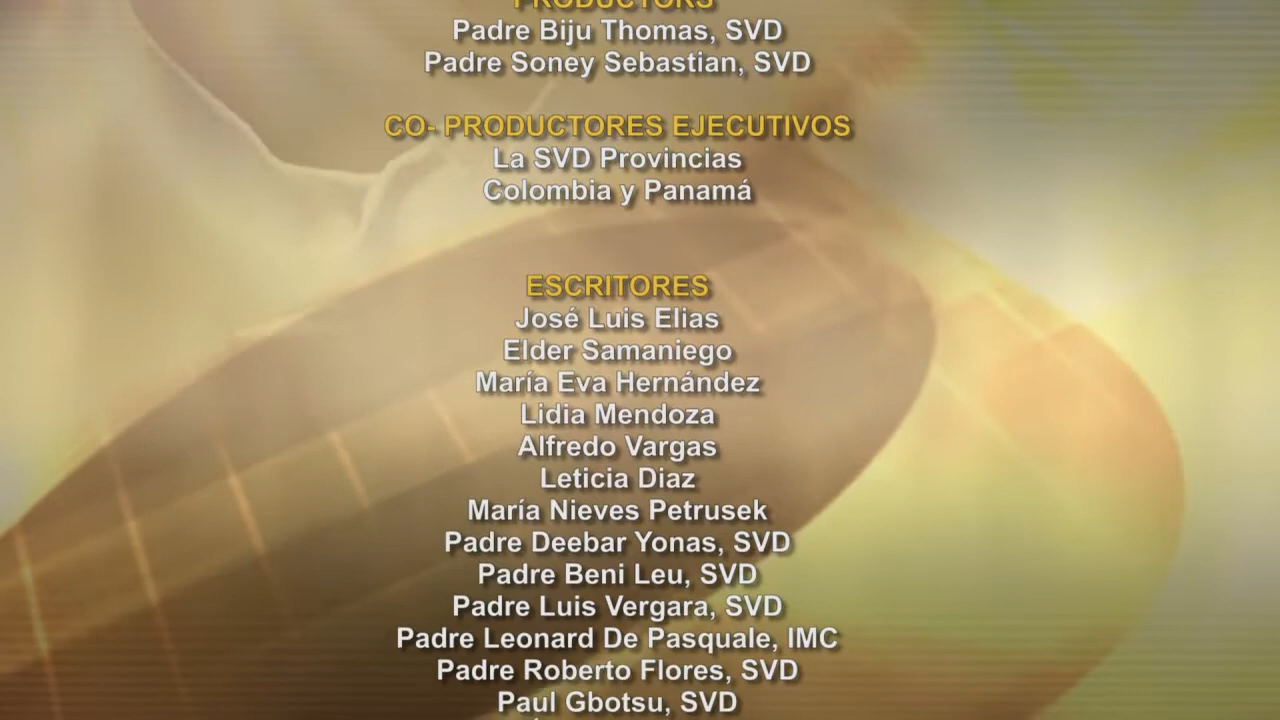 PRODUCTORS
Padre Biju Thomas, SVD
Padre Soney Sebastian, SVD
CO- PRODUCTORES EJECUTIVOS
La SVD Provincias
Colombia y Panamá
ESCRITORES
José Luis Elias
Elder Samaniego
María Eva Hernández
Lidia Mendoza
Alfredo Vargas
Leticia Diaz
María Nieves Petrusek
Padre Deebar Yonas, SVD
Padre Beni Leu, SVD
Padre Luis Vergara, SVD
Padre Leonard De Pasquale, IMC
Padre Roberto Flores, SVD
Paul Gbotsu, SVD